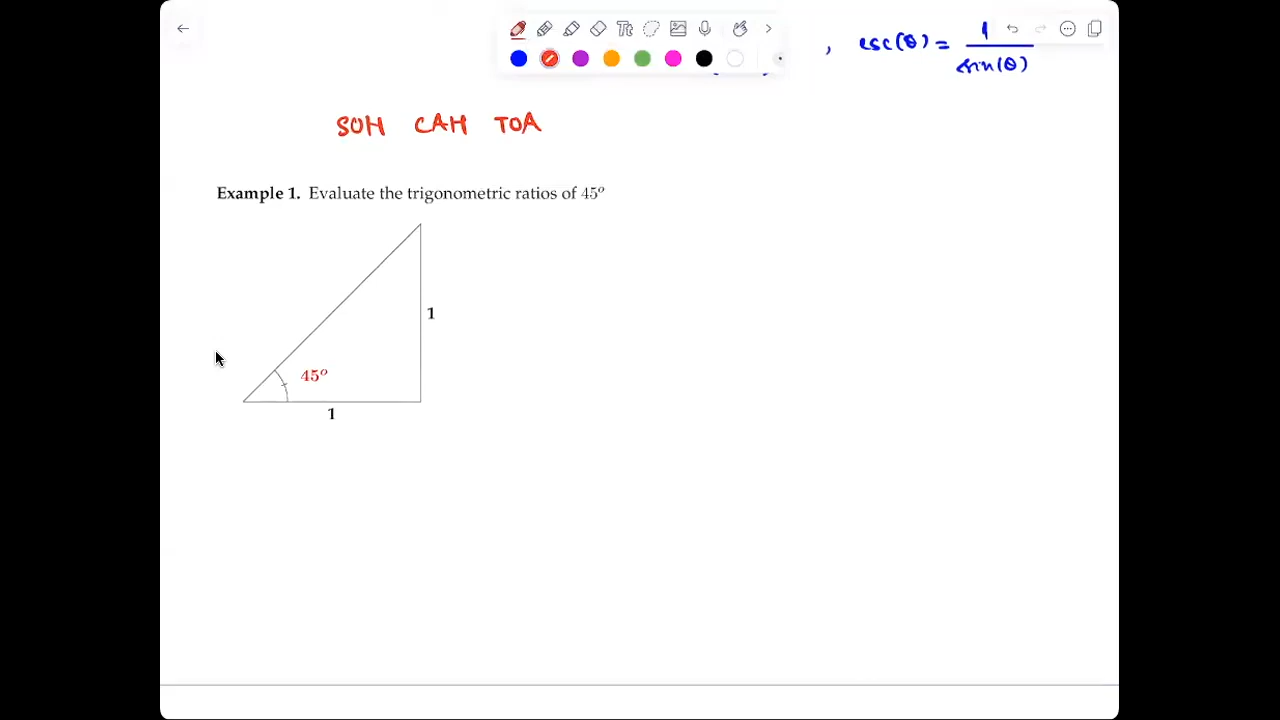 , csc(θ) = 1 / sin(θ)
SOH CAH TOA
Example 1. Evaluate the trigonometric ratios of 45°
1
45°
1